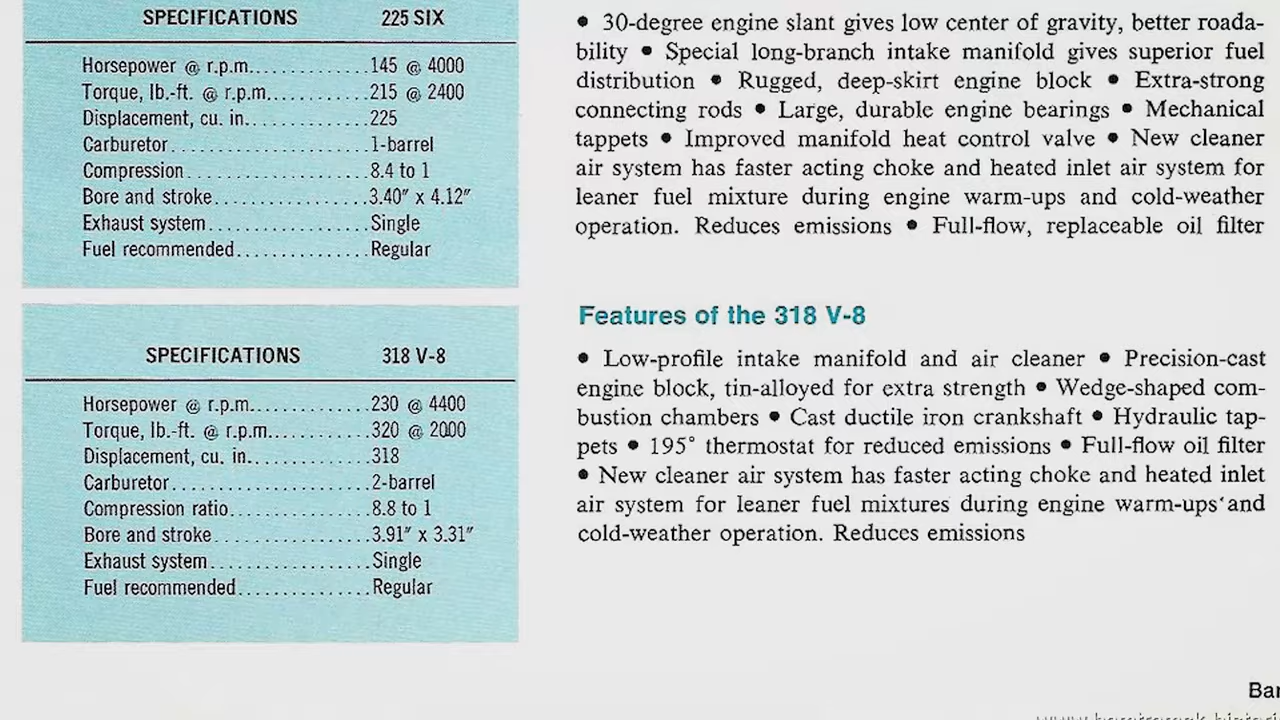 SPECIFICATIONS 225 SIX
Horsepower @ r.p.m. . . . . . . . . . . . . . . 145 @ 4000
Torque, lb.-ft. @ r.p.m. . . . . . . . . . . . . 215 @ 2400
Displacement, cu. in. . . . . . . . . . . . . . . 225
Carburetor . . . . . . . . . . . . . . . . . . . . . . . 1-barrel
Compression . . . . . . . . . . . . . . . . . . . . . 8.4 to 1
Bore and stroke . . . . . . . . . . . . . . . . . . 3.40″ x 4.12″
Exhaust system . . . . . . . . . . . . . . . . . . Single
Fuel recommended . . . . . . . . . . . . . . . Regular
• 30-degree engine slant gives low center of gravity, better roada-
bility • Special long-branch intake manifold gives superior fuel
distribution • Rugged, deep-skirt engine block • Extra-strong
connecting rods • Large, durable engine bearings • Mechanical
tappets • Improved manifold heat control valve • New cleaner
air system has faster acting choke and heated inlet air system for
leaner fuel mixture during engine warm-ups and cold-weather
operation. Reduces emissions • Full-flow, replaceable oil filter
SPECIFICATIONS 318 V-8
Horsepower @ r.p.m. . . . . . . . . . . . . . . 230 @ 4400
Torque, lb.-ft. @ r.p.m. . . . . . . . . . . . . 320 @ 2000
Displacement, cu. in. . . . . . . . . . . . . . . 318
Carburetor . . . . . . . . . . . . . . . . . . . . . . . 2-barrel
Compression ratio . . . . . . . . . . . . . . . . 8.8 to 1
Bore and stroke . . . . . . . . . . . . . . . . . . 3.91″ x 3.31″
Exhaust system . . . . . . . . . . . . . . . . . . Single
Fuel recommended . . . . . . . . . . . . . . . Regular
Features of the 318 V-8
• Low-profile intake manifold and air cleaner • Precision-cast
engine block, tin-alloyed for extra strength • Wedge-shaped com-
bustion chambers • Cast ductile iron crankshaft • Hydraulic tap-
pets • 195° thermostat for reduced emissions • Full-flow oil filter
• New cleaner air system has faster acting choke and heated inlet
air system for leaner fuel mixtures during engine warm-ups and
cold-weather operation. Reduces emissions